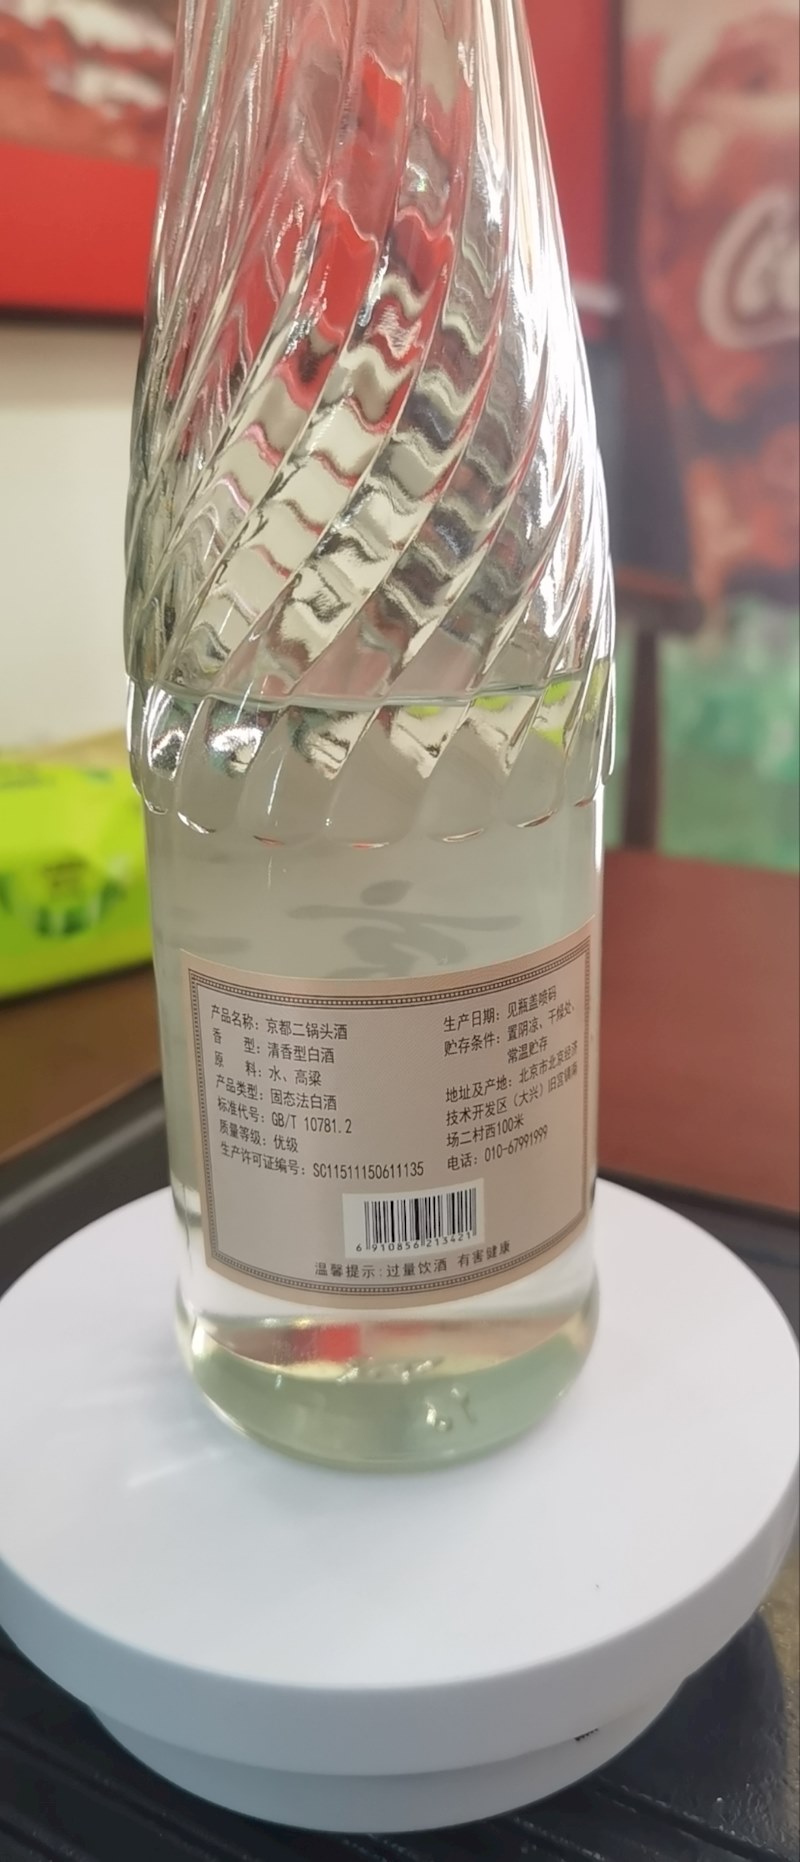 产品名称：京都二锅头酒
香　型：清香型白酒
原　料：水、高粱
产品类型：固态法白酒
标准代号：GB/T 10781.2
质量等级：优级
生产许可证编号：SC11511150611135
生产日期：见瓶盖喷码
贮存条件：置阴凉、干燥处、
常温贮存
地址及产地：北京市北京经济
技术开发区（大兴）旧宫镇南
场二村西100米
电话：010-67991999
6 910856 213421
温馨提示：过量饮酒 有害健康